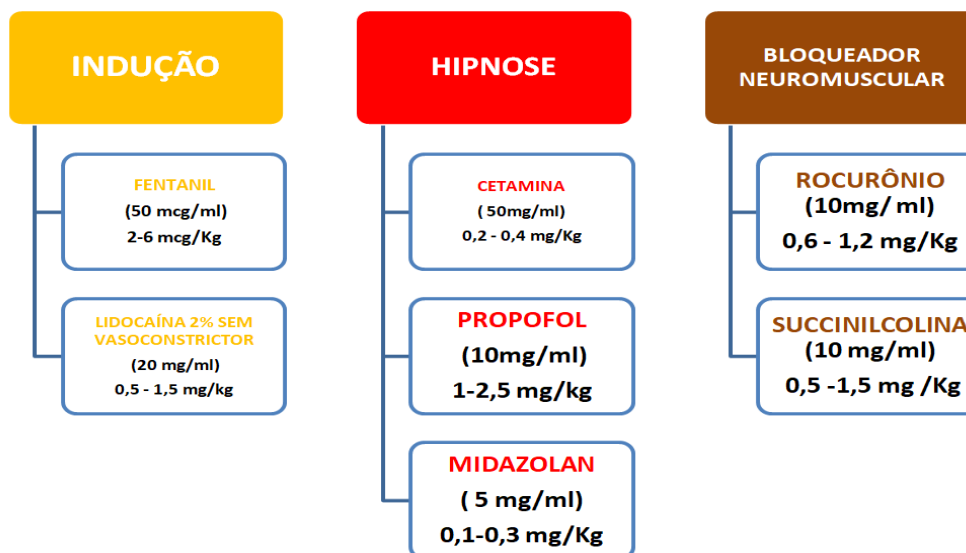 INDUÇÃO
FENTANIL
(50 mcg/ml)
2-6 mcg/Kg
LIDOCAÍNA 2% SEM
VASOCONSTRICTOR
(20 mg/ml)
0,5 - 1,5 mg/kg
HIPNOSE
CETAMINA
( 50mg/ml)
0,2 - 0,4 mg/Kg
PROPOFOL
(10mg/ml)
1-2,5 mg/kg
MIDAZOLAN
( 5 mg/ml)
0,1-0,3 mg/Kg
BLOQUEADOR
NEUROMUSCULAR
ROCURÔNIO
(10mg/ ml)
0,6 - 1,2 mg/Kg
SUCCINILCOLINA
(10 mg/ml)
0,5 -1,5 mg /Kg